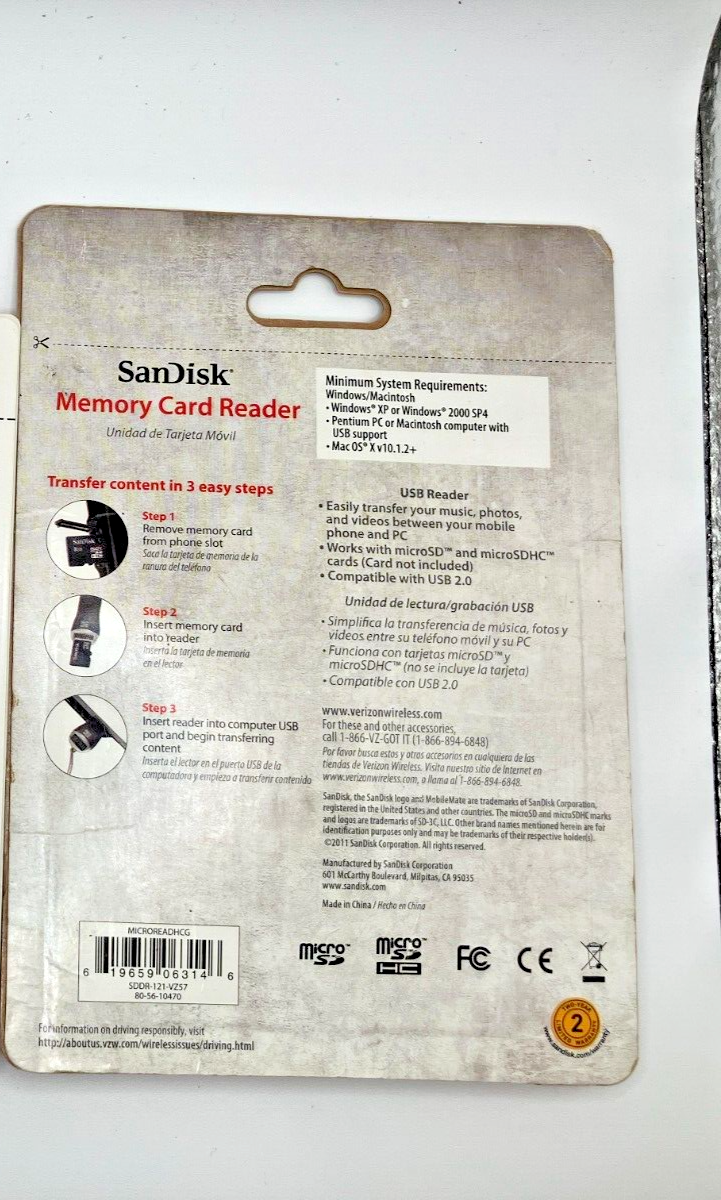 SanDisk®
Memory Card Reader
Unidad de Tarjeta Móvil
Minimum System Requirements:
Windows/Macintosh
• Windows® XP or Windows® 2000 SP4
• Pentium PC or Macintosh computer with
USB support
• Mac OS® X v10.1.2+
Transfer content in 3 easy steps
Step 1
Remove memory card
from phone slot
Saca la tarjeta de memoria de la
ranura del teléfono
SanDisk
Step 2
Insert memory card
into reader
Inserta la tarjeta de memoria
en el lector
Step 3
Insert reader into computer USB
port and begin transferring
content
Inserta el lector en el puerto USB de la
computadora y empieza a transferir contenido
USB Reader
• Easily transfer your music, photos,
and videos between your mobile
phone and PC
• Works with microSD™ and microSDHC™
cards (Card not included)
• Compatible with USB 2.0
Unidad de lectura/grabación USB
• Simplifica la transferencia de música, fotos y
videos entre su teléfono móvil y su PC
• Funciona con tarjetas microSD™ y
microSDHC™ (no se incluye la tarjeta)
• Compatible con USB 2.0
www.verizonwireless.com
For these and other accessories,
call 1-866-VZ-GOT IT (1-866-894-6848)
Por favor busca estos y otros accesorios en cualquiera de las
tiendas de Verizon Wireless. Visita nuestro sitio de Internet en
www.verizonwireless.com, o llama al 1-866-894-6848.
SanDisk, the SanDisk logo and MobileMate are trademarks of SanDisk Corporation,
registered in the United States and other countries. The microSD and microSDHC marks
and logos are trademarks of SD-3C, LLC. Other brand names mentioned herein are for
identification purposes only and may be trademarks of their respective holder(s).
©2011 SanDisk Corporation. All rights reserved.
Manufactured by SanDisk Corporation
601 McCarthy Boulevard, Milpitas, CA 95035
www.sandisk.com
Made in China / Hecho en China
MICROREADHCG
6 19659 06314 6
SDDR-121-VZS7
80-56-10470
micro SD™
micro SD HC™
FC
CE
TWO-YEAR
2
LIMITED WARRANTY
www.sandisk.com/warranty
For information on driving responsibly, visit
http://aboutus.vzw.com/wirelessissues/driving.html